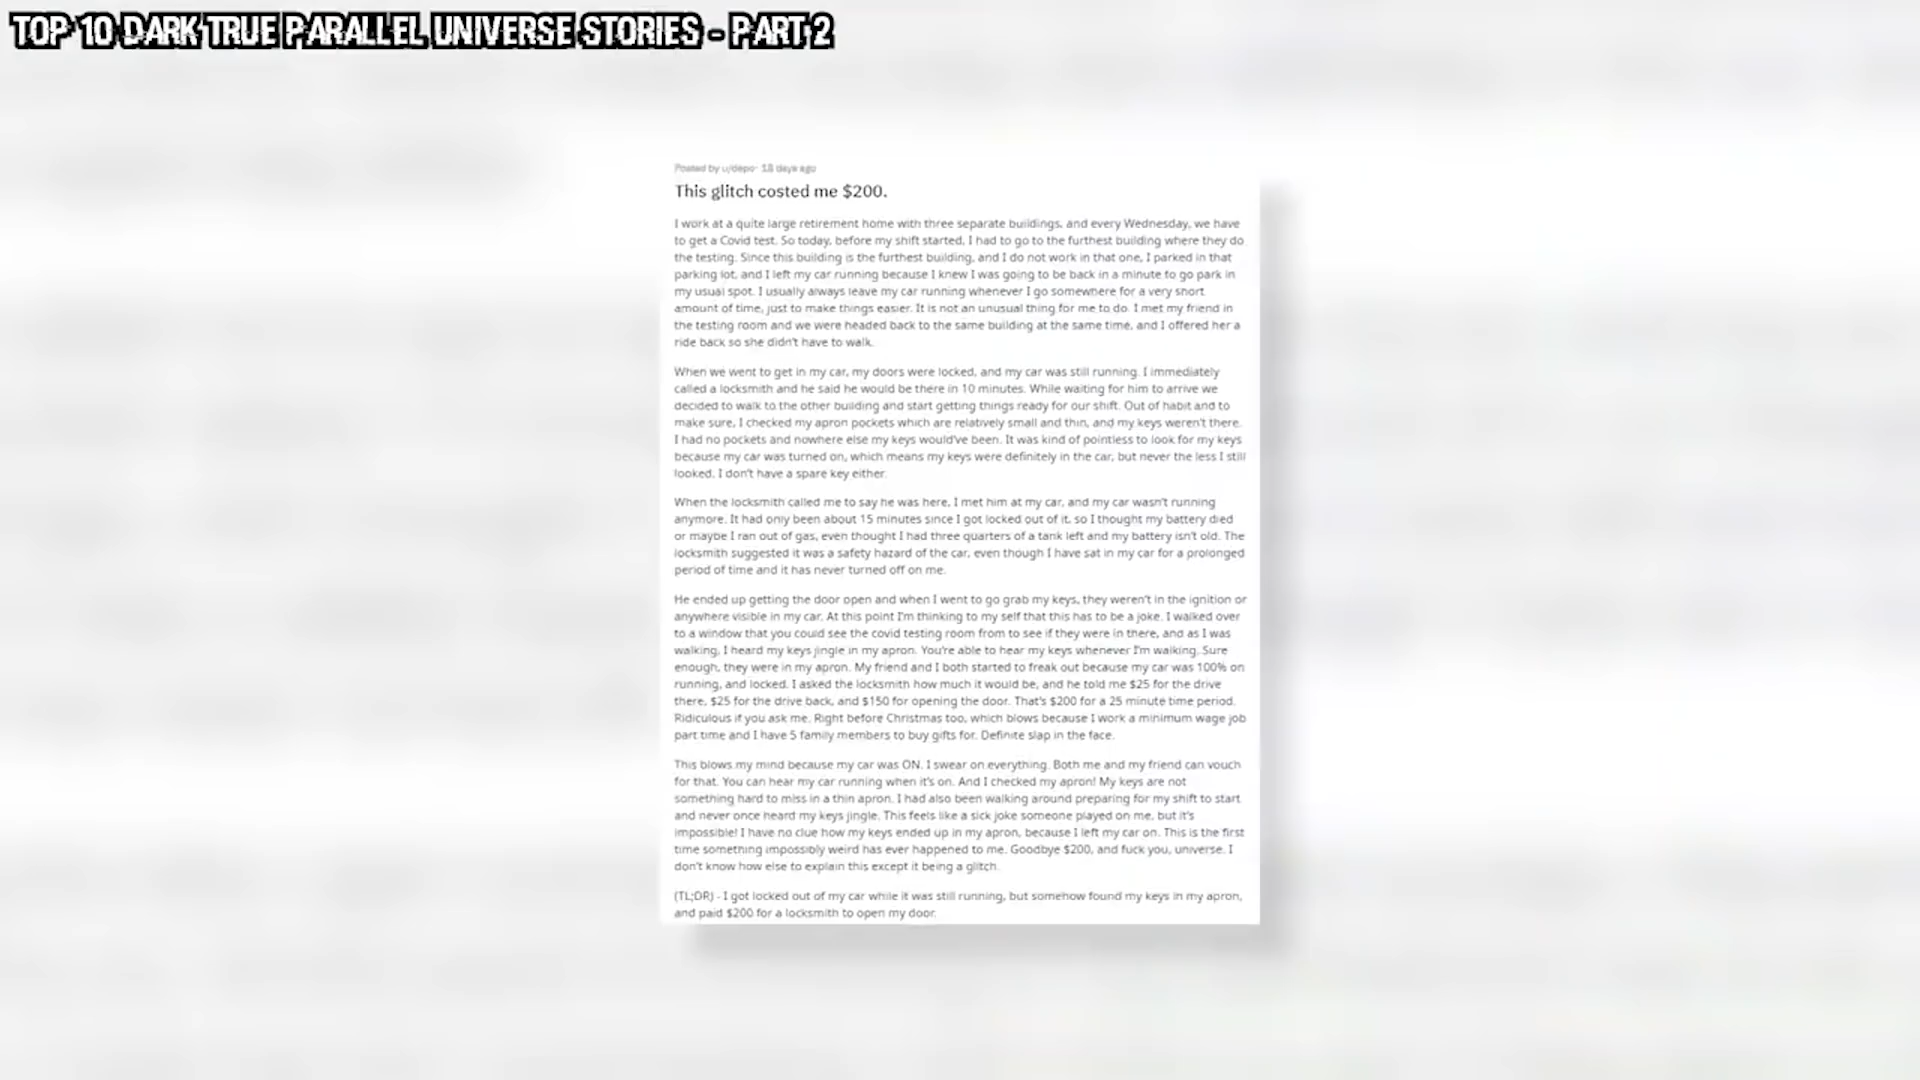 TOP 10 DARK TRUE PARALLEL UNIVERSE STORIES - PART 2
Posted by u/depo- 18 days ago
This glitch costed me $200.
I work at a quite large retirement home with three separate buildings, and every Wednesday, we have
to get a Covid test. So today, before my shift started, I had to go to the furthest building where they do
the testing. Since this building is the furthest building, and I do not work in that one, I parked in that
parking lot, and I left my car running because I knew I was going to be back in a minute to go park in
my usual spot. I usually always leave my car running whenever I go somewhere for a very short
amount of time, just to make things easier. It is not an unusual thing for me to do. I met my friend in
the testing room and we were headed back to the same building at the same time, and I offered her a
ride back so she didn't have to walk.
When we went to get in my car, my doors were locked, and my car was still running. I immediately
called a locksmith and he said he would be there in 10 minutes. While waiting for him to arrive we
decided to walk to the other building and start getting things ready for our shift. Out of habit and to
make sure, I checked my apron pockets which are relatively small and thin, and my keys weren't there.
I had no pockets and nowhere else my keys would've been. It was kind of pointless to look for my keys
because my car was turned on, which means my keys were definitely in the car, but never the less I still
looked. I don't have a spare key either.
When the locksmith called me to say he was here, I met him at my car, and my car wasn't running
anymore. It had only been about 15 minutes since I got locked out of it, so I thought my battery died
or maybe I ran out of gas, even thought I had three quarters of a tank left and my battery isn't old. The
locksmith suggested it was a safety hazard of the car, even though I have sat in my car for a prolonged
period of time and it has never turned off on me.
He ended up getting the door open and when I went to go grab my keys, they weren't in the ignition or
anywhere visible in my car. At this point I'm thinking to my self that this has to be a joke. I walked over
to a window that you could see the covid testing room from to see if they were in there, and as I was
walking, I heard my keys jingle in my apron. You're able to hear my keys whenever I'm walking. Sure
enough, they were in my apron. My friend and I both started to freak out because my car was 100% on
running, and locked. I asked the locksmith how much it would be, and he told me $25 for the drive
there, $25 for the drive back, and $150 for opening the door. That's $200 for a 25 minute time period.
Ridiculous if you ask me. Right before Christmas too, which blows because I work a minimum wage job
part time and I have 5 family members to buy gifts for. Definite slap in the face.
This blows my mind because my car was ON. I swear on everything. Both me and my friend can vouch
for that. You can hear my car running when it's on. And I checked my apron! My keys are not
something hard to miss in a thin apron. I had also been walking around preparing for my shift to start
and never once heard my keys jingle. This feels like a sick joke someone played on me, but it's
impossible! I have no clue how my keys ended up in my apron, because I left my car on. This is the first
time something impossibly weird has ever happened to me. Goodbye $200, and fuck you, universe. I
don't know how else to explain this except it being a glitch.
(TL;DR) - I got locked out of my car while it was still running, but somehow found my keys in my apron,
and paid $200 for a locksmith to open my door.